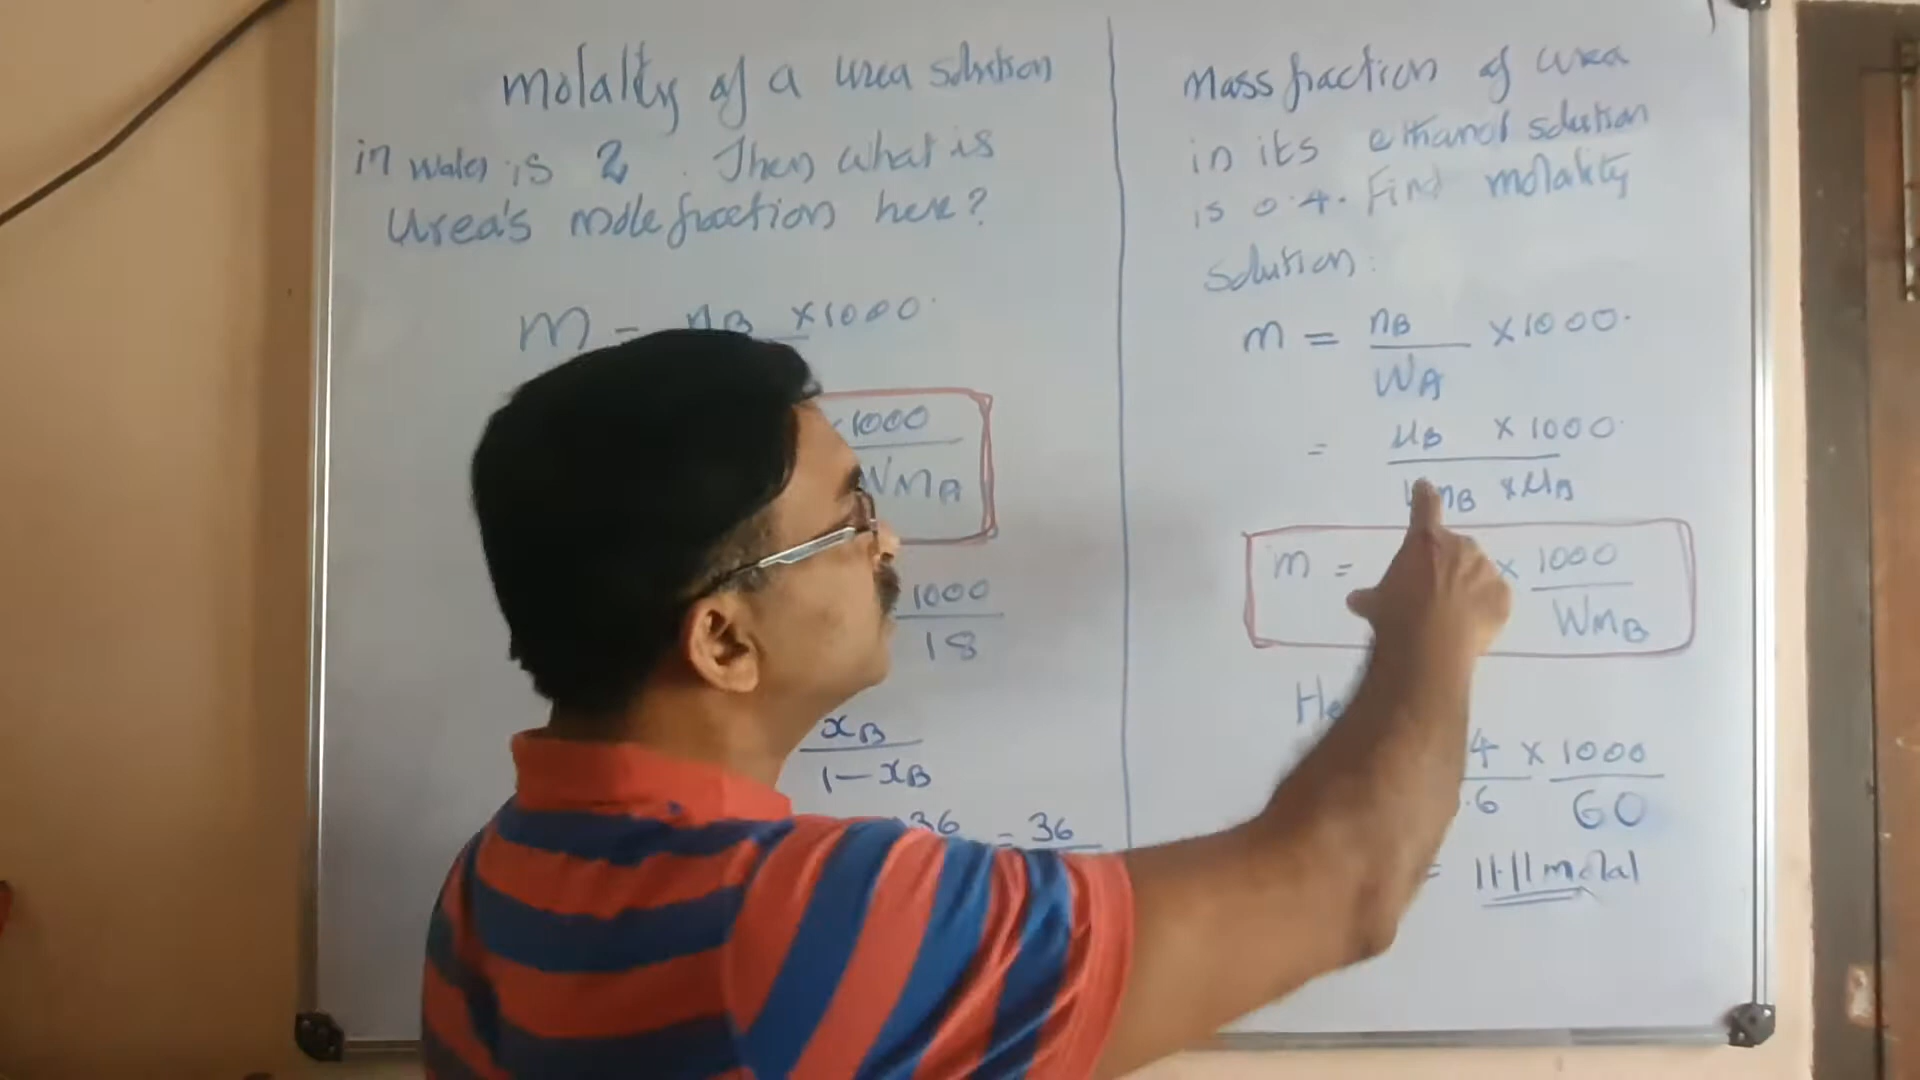 Molality of a urea solution
in water is 2. Then what is
Urea's mole fraction here?
m = nB × 1000
× 1000
WMA
1000
18
xB
1 - xB
36 = 36
Mass fraction of urea
in its ethanol solution
is 0.4. Find molality
solution.
m = nB × 1000.
WA
= μB × 1000.
mB × μA
m = × 1000
WMB
He
4 × 1000
.6 60
= 11.11 molal